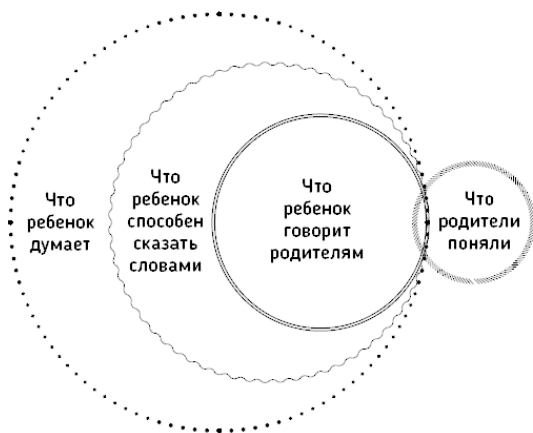 Что
ребенок
думает
Что
ребенок
способен
сказать
словами
Что
ребенок
говорит
родителям
Что
родители
поняли